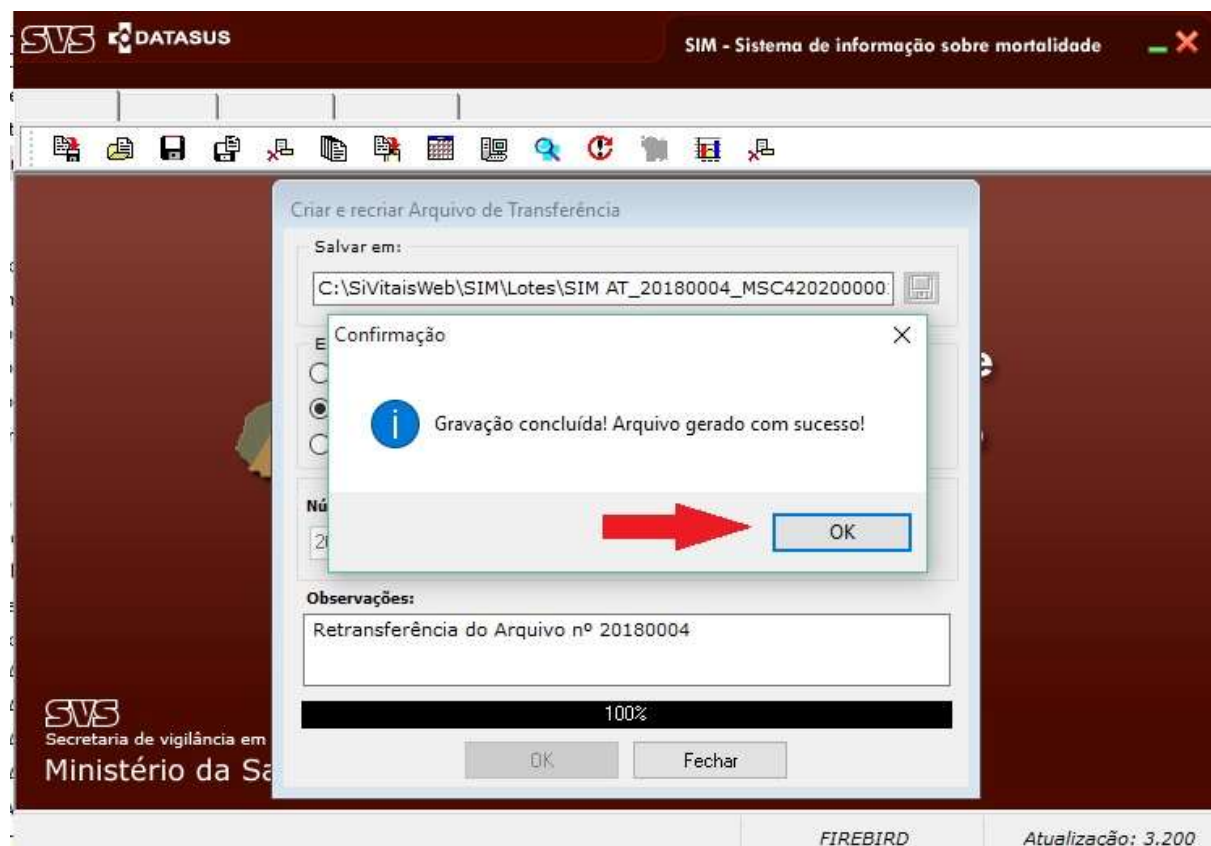 SVS DATASUS
SIM - Sistema de informação sobre mortalidade
Criar e recriar Arquivo de Transferência
Salvar em:
C:\SiVitaisWeb\SIM\Lotes\SIM AT_20180004_MSC420200000
Confirmação
Gravação concluída! Arquivo gerado com sucesso!
OK
Observações:
Retransferência do Arquivo nº 20180004
100%
OK Fechar
SVS
Secretaria de vigilância em
Ministério da Sa
FIREBIRD Atualização: 3.200